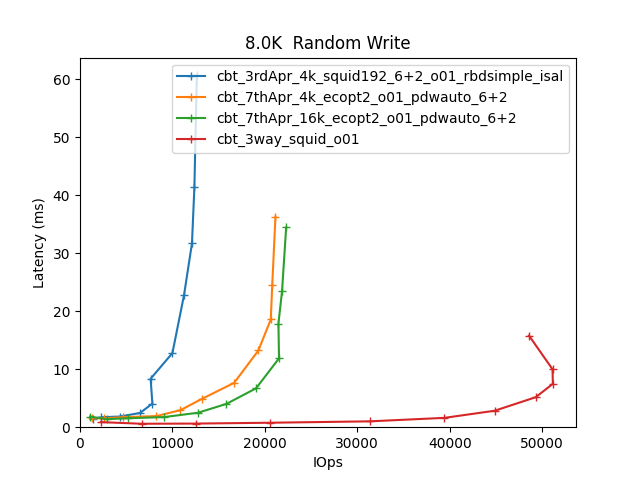 8.0K  Random Write
cbt_3rdApr_4k_squid192_6+2_o01_rbdsimple_isal
cbt_7thApr_4k_ecopt2_o01_pdwauto_6+2
cbt_7thApr_16k_ecopt2_o01_pdwauto_6+2
cbt_3way_squid_o01
Latency (ms)
60
50
40
30
20
10
0
0 10000 20000 30000 40000 50000
IOps